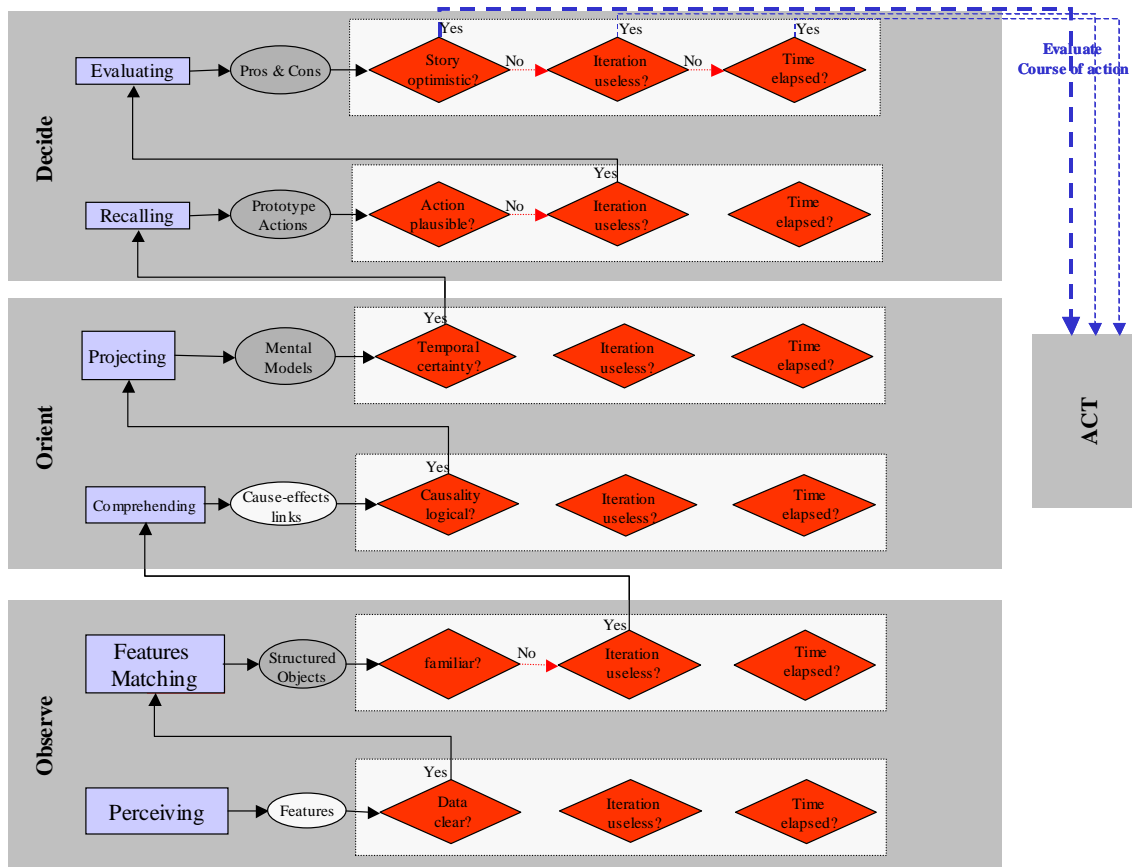 Yes
Yes
Yes
Evaluate
Course of action
Evaluating
Pros & Cons
Story
optimistic?
No
Iteration
useless?
No
Time
elapsed?
Decide
Yes
Recalling
Prototype
Actions
Action
plausible?
No
Iteration
useless?
Time
elapsed?
Yes
Projecting
Mental
Models
Temporal
certainty?
Iteration
useless?
Time
elapsed?
ACT
Orient
Yes
Comprehending
Cause-effects
links
Causality
logical?
Iteration
useless?
Time
elapsed?
Yes
Features
Matching
Structured
Objects
familiar?
No
Iteration
useless?
Time
elapsed?
Observe
Yes
Perceiving
Features
Data
clear?
Iteration
useless?
Time
elapsed?